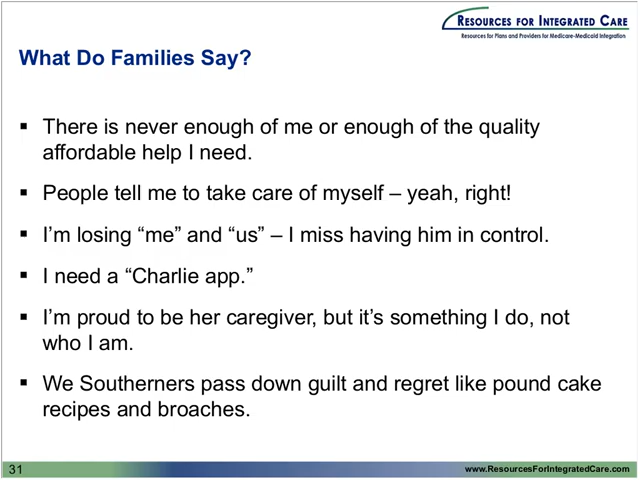 RESOURCES FOR INTEGRATED CARE
Resources for Plans and Providers for Medicare-Medicaid Integration
What Do Families Say?
▪ There is never enough of me or enough of the quality
affordable help I need.
▪ People tell me to take care of myself – yeah, right!
▪ I’m losing “me” and “us” – I miss having him in control.
▪ I need a “Charlie app.”
▪ I’m proud to be her caregiver, but it’s something I do, not
who I am.
▪ We Southerners pass down guilt and regret like pound cake
recipes and broaches.
31
www.ResourcesForIntegratedCare.com